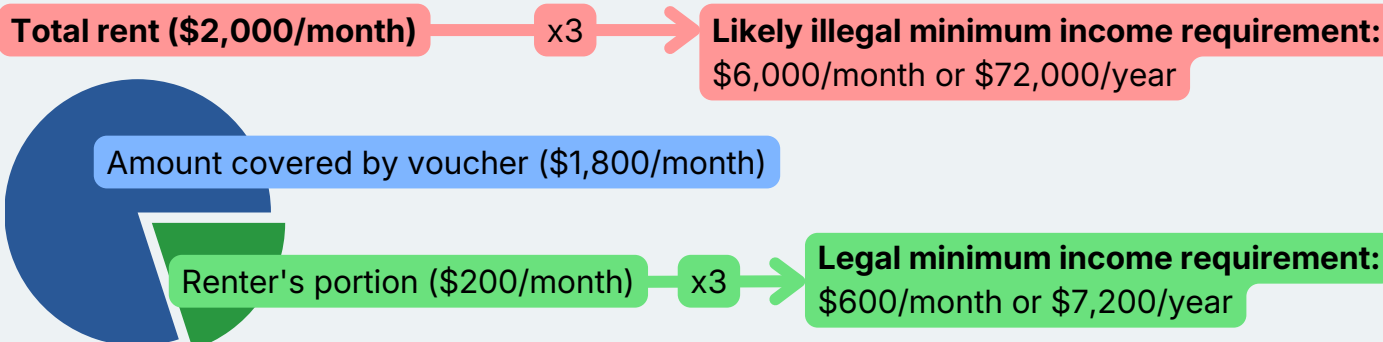 Total rent ($2,000/month)
x3
Likely illegal minimum income requirement:
$6,000/month or $72,000/year
Amount covered by voucher ($1,800/month)
Renter's portion ($200/month)
x3
Legal minimum income requirement:
$600/month or $7,200/year